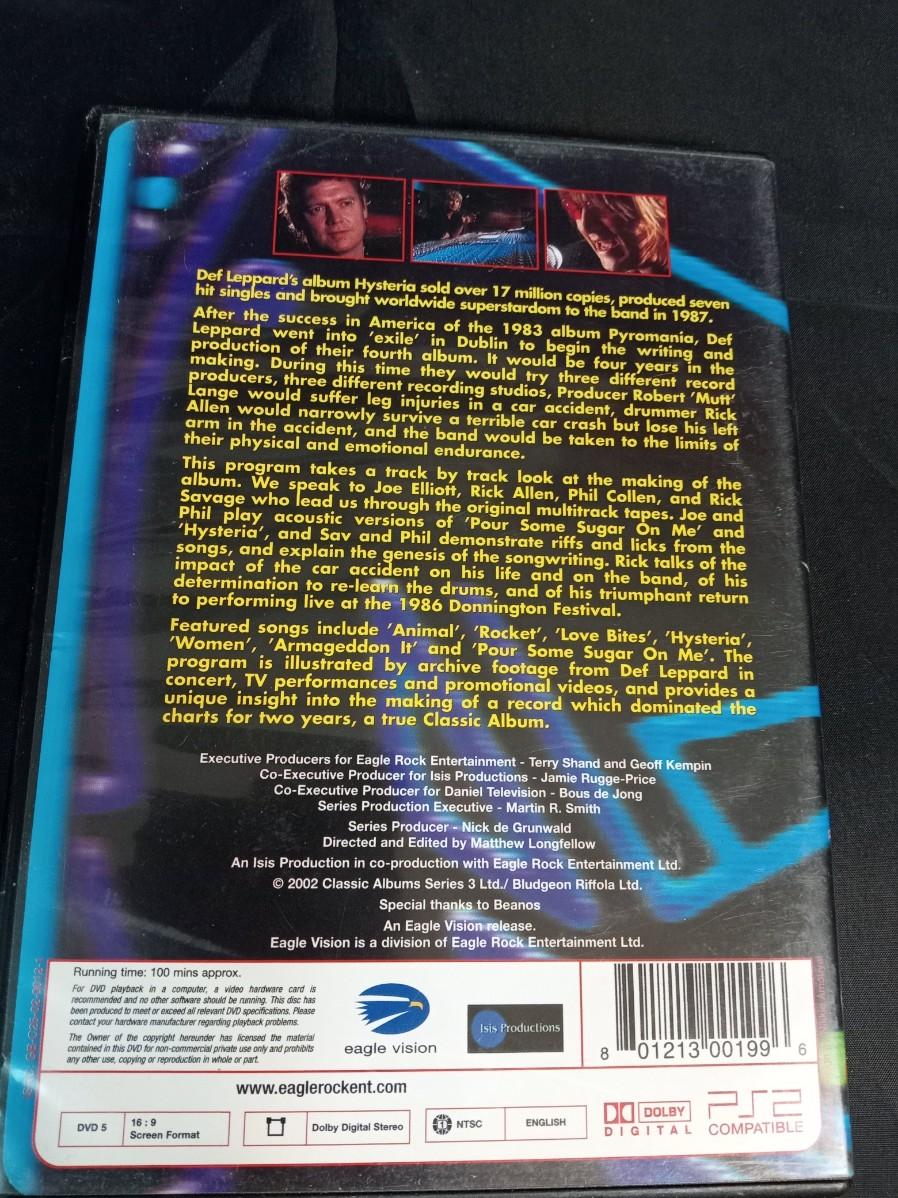 Def Leppard's album Hysteria sold over 17 million copies, produced seven
hit singles and brought worldwide superstardom to the band in 1987.
After the success in America of the 1983 album Pyromania, Def
Leppard went into 'exile' in Dublin to begin the writing and
production of their fourth album. It would be four years in the
making. During this time they would try three different record
producers, three different recording studios, Producer Robert 'Mutt'
Lange would suffer leg injuries in a car accident, drummer Rick
Allen would narrowly survive a terrible car crash but lose his left
arm in the accident, and the band would be taken to the limits of
their physical and emotional endurance.
This program takes a track by track look at the making of the
album. We speak to Joe Elliott, Rick Allen, Phil Collen, and Rick
Savage who lead us through the original multitrack tapes. Joe and
Phil play acoustic versions of 'Pour Some Sugar On Me' and
'Hysteria', and Sav and Phil demonstrate riffs and licks from the
songs, and explain the genesis of the songwriting. Rick talks of the
impact of the car accident on his life and on the band, of his
determination to re-learn the drums, and of his triumphant return
to performing live at the 1986 Donnington Festival.
Featured songs include 'Animal', 'Rocket', 'Love Bites', 'Hysteria',
'Women', 'Armageddon It' and 'Pour Some Sugar On Me'. The
program is illustrated by archive footage from Def Leppard in
concert, TV performances and promotional videos, and provides a
unique insight into the making of a record which dominated the
charts for two years, a true Classic Album.
Executive Producers for Eagle Rock Entertainment - Terry Shand and Geoff Kempin
Co-Executive Producer for Isis Productions - Jamie Rugge-Price
Co-Executive Producer for Daniel Television - Bous de Jong
Series Production Executive - Martin R. Smith
Series Producer - Nick de Grunwald
Directed and Edited by Matthew Longfellow
An Isis Production in co-production with Eagle Rock Entertainment Ltd.
© 2002 Classic Albums Series 3 Ltd./ Bludgeon Riffola Ltd.
Special thanks to Beanos
An Eagle Vision release.
Eagle Vision is a division of Eagle Rock Entertainment Ltd.
Running time: 100 mins approx.
For DVD playback in a computer, a video hardware card is
recommended and no other software should be running. This disc has
been produced to meet or exceed all relevant DVD specifications. Please
contact your hardware manufacturer regarding playback problems.
The Owner of the copyright hereunder has licensed the material
contained in this DVD for non-commercial private use only and prohibits
any other use, copying or reproduction in whole or part.
eagle vision
Isis Productions
8 01213 00199 6
www.eaglerockent.com
DVD 5
16 : 9
Screen Format
Dolby Digital Stereo
1 NTSC
ENGLISH
DOLBY
DIGITAL
PS2
COMPATIBLE